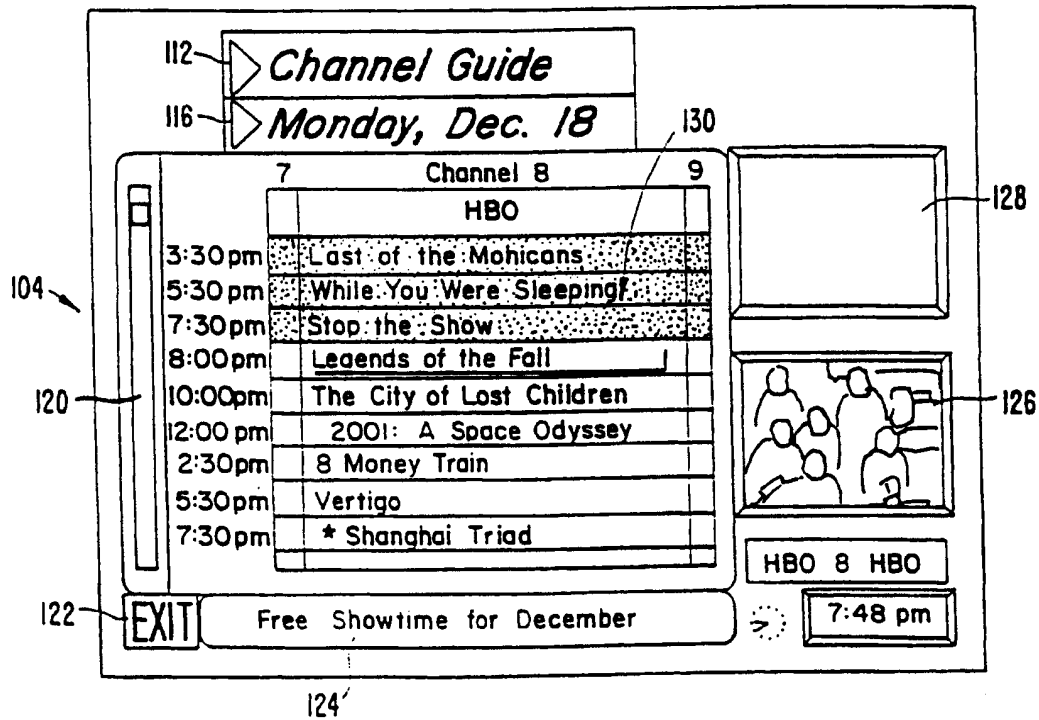 112
Channel Guide
116
Monday, Dec. 18
130
7 Channel 8 9
HBO
128
3:30pm Last of the Mohicans
104
5:30pm While You Were Sleeping
7:30pm Stop the Show
8:00pm Legends of the Fall
120
10:00pm The City of Lost Children
126
12:00 pm 2001: A Space Odyssey
2:30pm 8 Money Train
5:30pm Vertigo
7:30pm * Shanghai Triad
HBO 8 HBO
122
EXIT
Free Showtime for December
7:48 pm
124